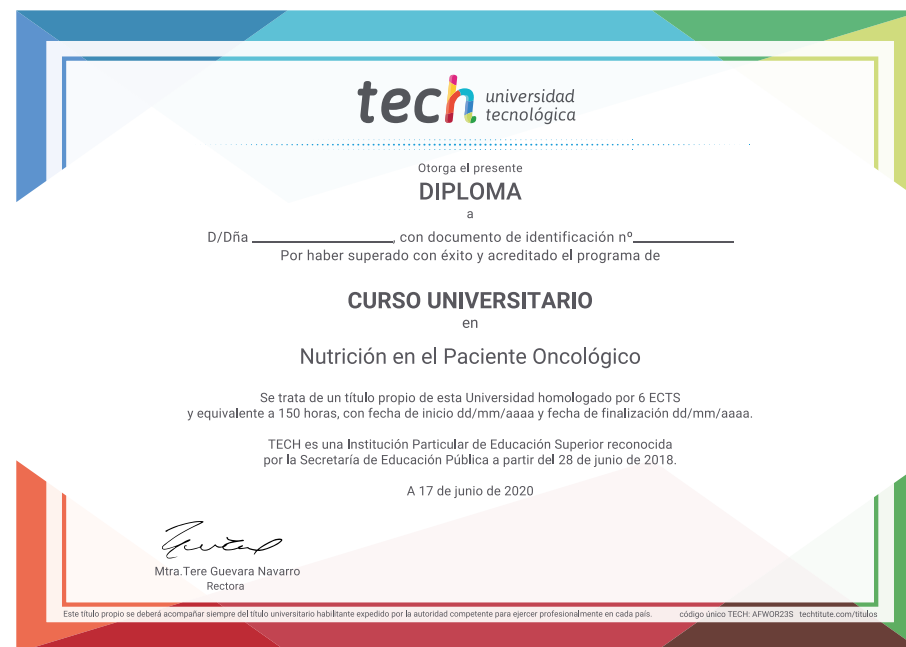 tech universidad
tecnológica
Otorga el presente
DIPLOMA
a
D/Dña ____________________, con documento de identificación nº______________
Por haber superado con éxito y acreditado el programa de
CURSO UNIVERSITARIO
en
Nutrición en el Paciente Oncológico
Se trata de un título propio de esta Universidad homologado por 6 ECTS
y equivalente a 150 horas, con fecha de inicio dd/mm/aaaa y fecha de finalización dd/mm/aaaa.
TECH es una Institución Particular de Educación Superior reconocida
por la Secretaría de Educación Pública a partir del 28 de junio de 2018.
A 17 de junio de 2020
Mtra.Tere Guevara Navarro
Rectora
Este título propio se deberá acompañar siempre del título universitario habilitante expedido por la autoridad competente para ejercer profesionalmente en cada país. código único TECH: AFWOR23S techtitute.com/titulos